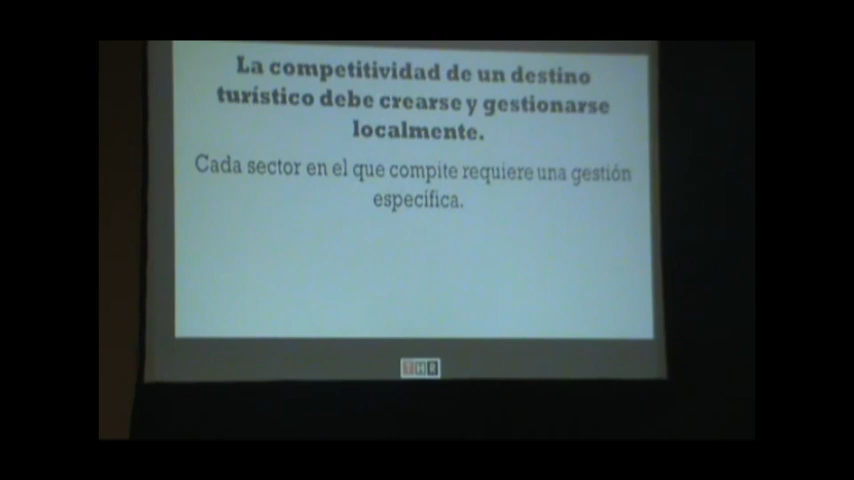 La competitividad de un destino
turístico debe crearse y gestionarse
localmente.
Cada sector en el que compite requiere una gestión
específica.
THR